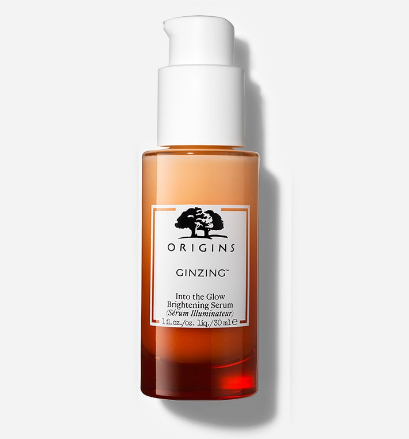 ORIGINS
GINZING™
Into the Glow
Brightening Serum
(Sérum Illuminateur)
1 fl.oz./oz. liq./30 ml ℮